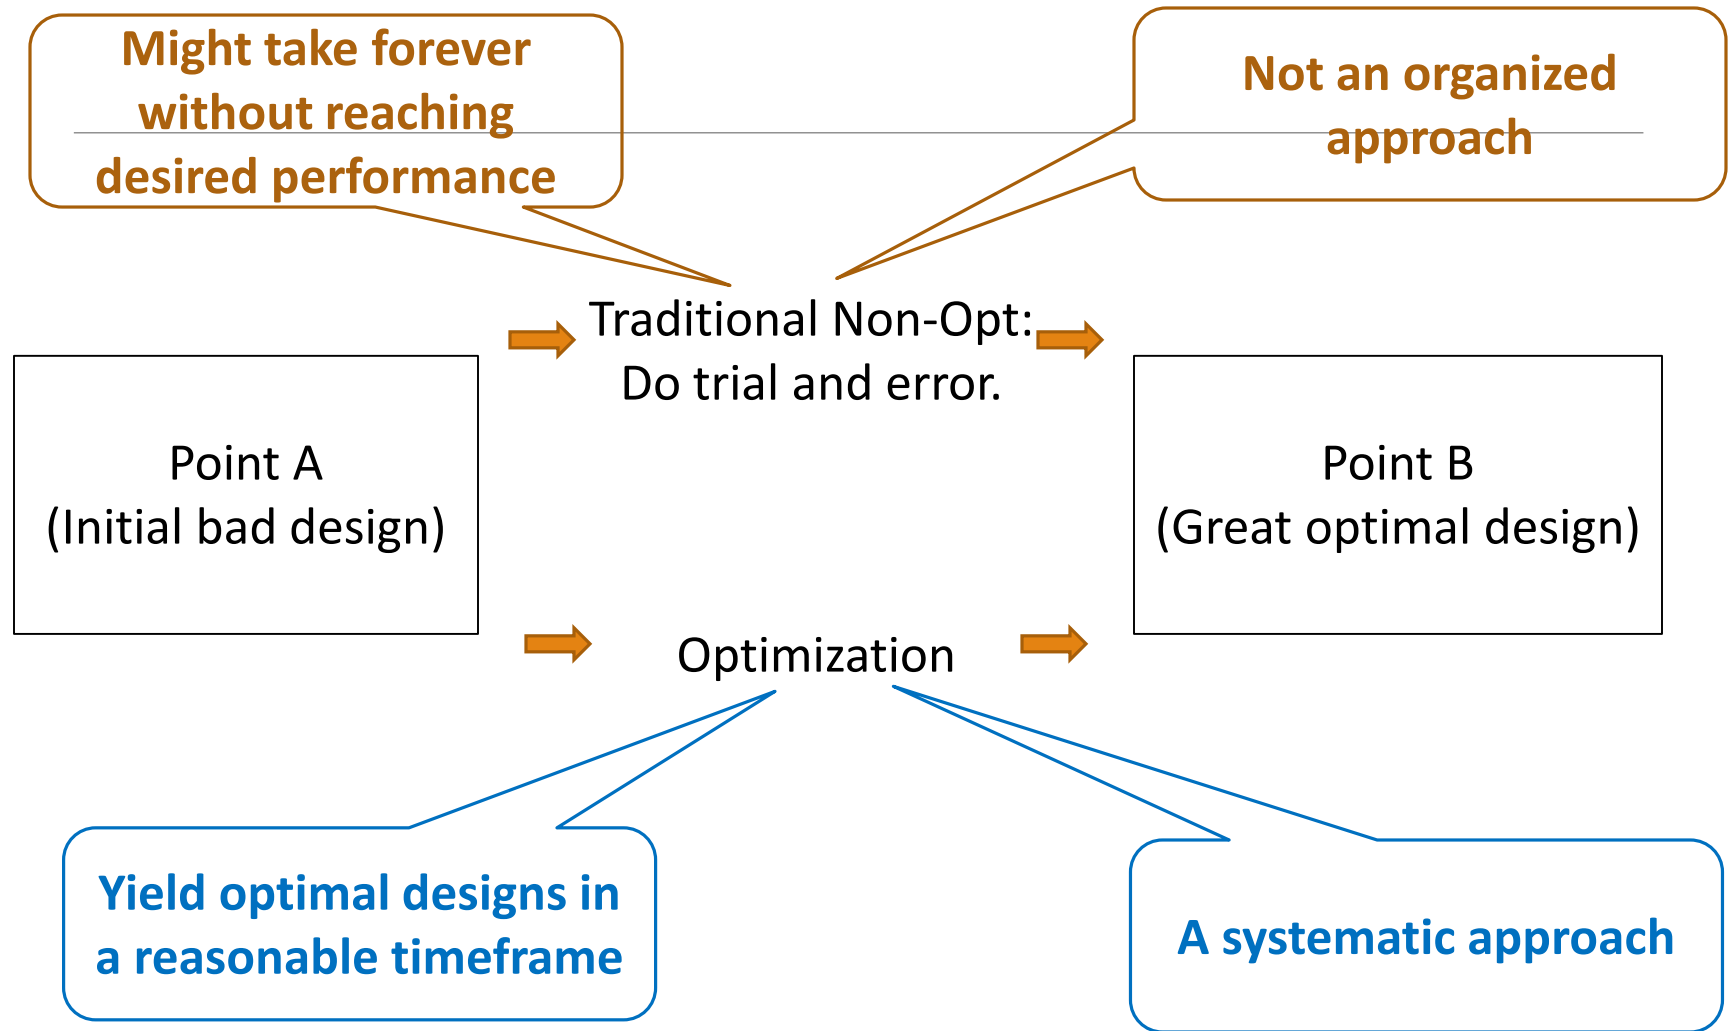 Might take forever
without reaching
desired performance
Not an organized
approach
Traditional Non-Opt:
Do trial and error.
Point A
(Initial bad design)
Point B
(Great optimal design)
Optimization
Yield optimal designs in
a reasonable timeframe
A systematic approach